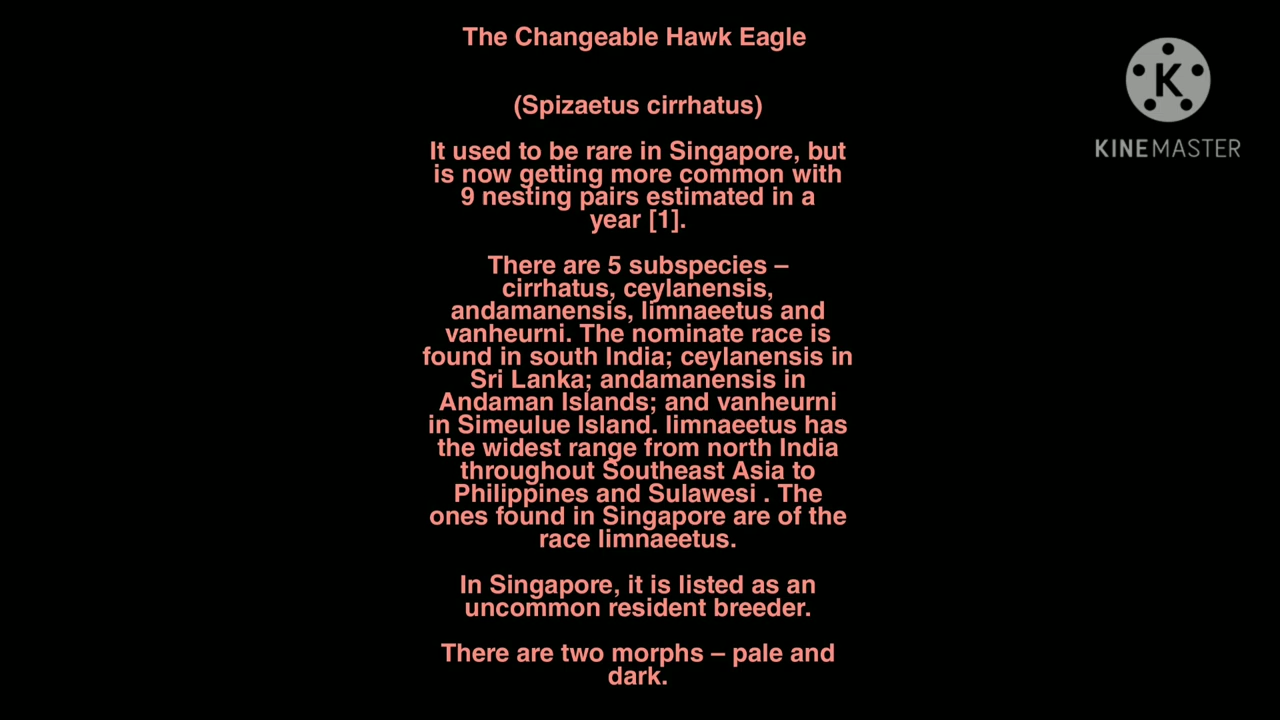 The Changeable Hawk Eagle
(Spizaetus cirrhatus)
It used to be rare in Singapore, but
is now getting more common with
9 nesting pairs estimated in a
year [1].
There are 5 subspecies –
cirrhatus, ceylanensis,
andamanensis, limnaeetus and
vanheurni. The nominate race is
found in south India; ceylanensis in
Sri Lanka; andamanensis in
Andaman Islands; and vanheurni
in Simeulue Island. limnaeetus has
the widest range from north India
throughout Southeast Asia to
Philippines and Sulawesi . The
ones found in Singapore are of the
race limnaeetus.
In Singapore, it is listed as an
uncommon resident breeder.
There are two morphs – pale and
dark.
K
KINEMASTER